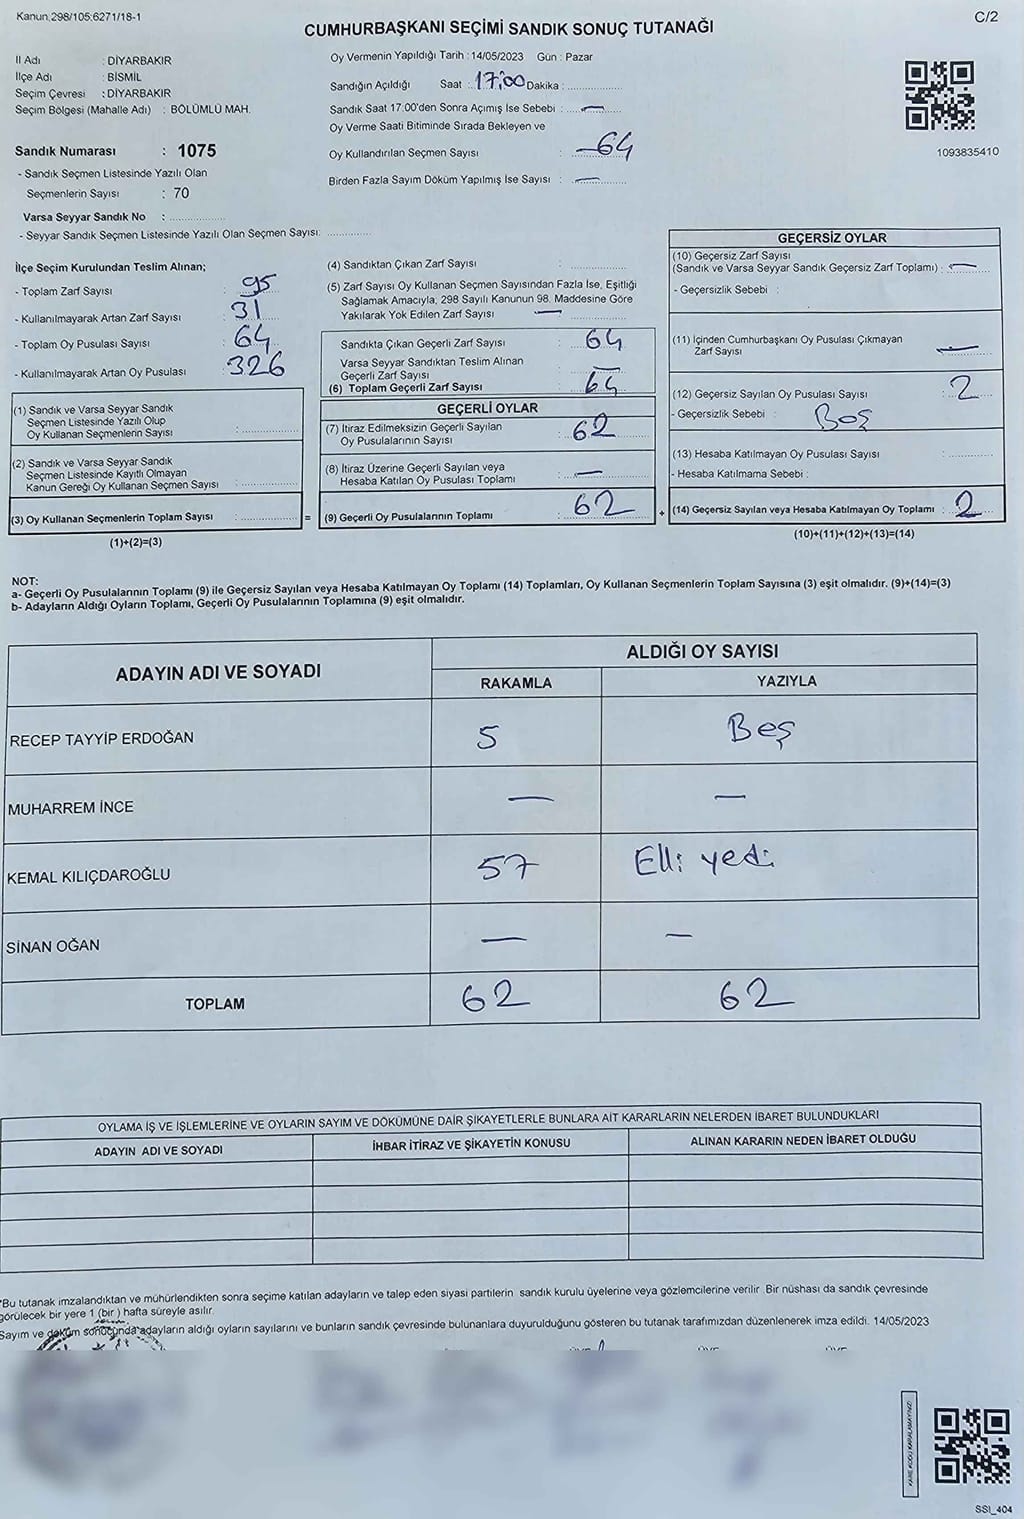 Kanun:298/105:6271/18-1
C/2
CUMHURBAŞKANI SEÇİMİ SANDIK SONUÇ TUTANAĞI
İl Adı : DİYARBAKIR
İlçe Adı : BİSMİL
Seçim Çevresi : DİYARBAKIR
Seçim Bölgesi (Mahalle Adı) : BÖLÜMLÜ MAH.
Sandık Numarası : 1075
- Sandık Seçmen Listesinde Yazılı Olan
Seçmenlerin Sayısı : 70
Varsa Seyyar Sandık No :
- Seyyar Sandık Seçmen Listesinde Yazılı Olan Seçmen Sayısı:
Oy Vermenin Yapıldığı Tarih : 14/05/2023 Gün : Pazar
Sandığın Açıldığı Saat : 17:00 Dakika :
Sandık Saat 17:00'den Sonra Açımış İse Sebebi : —
Oy Verme Saati Bitiminde Sırada Bekleyen ve
Oy Kullandırılan Seçmen Sayısı : –64
Birden Fazla Sayım Döküm Yapılmış İse Sayısı : —
1093835410
İlçe Seçim Kurulundan Teslim Alınan;
- Toplam Zarf Sayısı : 95
- Kullanılmayarak Artan Zarf Sayısı : 31
- Toplam Oy Pusulası Sayısı : 64
- Kullanılmayarak Artan Oy Pusulası : 326
(1) Sandık ve Varsa Seyyar Sandık
Seçmen Listesinde Yazılı Olup
Oy Kullanan Seçmenlerin Sayısı :
(2) Sandık ve Varsa Seyyar Sandık
Seçmen Listesinde Kayıtlı Olmayan
Kanun Gereği Oy Kullanan Seçmen Sayısı :
(3) Oy Kullanan Seçmenlerin Toplam Sayısı :
(1)+(2)=(3)
=
(4) Sandıktan Çıkan Zarf Sayısı :
(5) Zarf Sayısı Oy Kullanan Seçmen Sayısından Fazla İse, Eşitliği
Sağlamak Amacıyla, 298 Sayılı Kanunun 98. Maddesine Göre
Yakılarak Yok Edilen Zarf Sayısı : —
Sandıkta Çıkan Geçerli Zarf Sayısı : 64
Varsa Seyyar Sandıktan Teslim Alınan
Geçerli Zarf Sayısı : —
(6) Toplam Geçerli Zarf Sayısı : 64
GEÇERLİ OYLAR
(7) İtiraz Edilmeksizin Geçerli Sayılan
Oy Pusulalarının Sayısı : 62
(8) İtiraz Üzerine Geçerli Sayılan veya
Hesaba Katılan Oy Pusulası Toplamı : —
(9) Geçerli Oy Pusulalarının Toplamı : 62
+
GEÇERSİZ OYLAR
(10) Geçersiz Zarf Sayısı
(Sandık ve Varsa Seyyar Sandık Geçersiz Zarf Toplamı) : —
- Geçersizlik Sebebi :
(11) İçinden Cumhurbaşkanı Oy Pusulası Çıkmayan
Zarf Sayısı : —
(12) Geçersiz Sayılan Oy Pusulası Sayısı : 2
- Geçersizlik Sebebi : Boş
(13) Hesaba Katılmayan Oy Pusulası Sayısı :
- Hesaba Katılmama Sebebi :
(14) Geçersiz Sayılan veya Hesaba Katılmayan Oy Toplamı : 2
(10)+(11)+(12)+(13)=(14)
NOT:
a- Geçerli Oy Pusulalarının Toplamı (9) ile Geçersiz Sayılan veya Hesaba Katılmayan Oy Toplamı (14) Toplamları, Oy Kullanan Seçmenlerin Toplam Sayısına (3) eşit olmalıdır. (9)+(14)=(3)
b- Adayların Aldığı Oyların Toplamı, Geçerli Oy Pusulalarının Toplamına (9) eşit olmalıdır.
ADAYIN ADI VE SOYADI
ALDIĞI OY SAYISI
RAKAMLA YAZIYLA
RECEP TAYYİP ERDOĞAN 5 Beş
MUHARREM İNCE — —
KEMAL KILIÇDAROĞLU 57 Elli yedi
SİNAN OĞAN — —
TOPLAM 62 62
OYLAMA İŞ VE İŞLEMLERİNE VE OYLARIN SAYIM VE DÖKÜMÜNE DAİR ŞİKAYETLERLE BUNLARA AİT KARARLARIN NELERDEN İBARET BULUNDUKLARI
ADAYIN ADI VE SOYADI İHBAR İTİRAZ VE ŞİKAYETİN KONUSU ALINAN KARARIN NEDEN İBARET OLDUĞU
*Bu tutanak imzalandıktan ve mühürlendikten sonra seçime katılan adayların ve talep eden siyasi partilerin sandık kurulu üyelerine veya gözlemcilerine verilir. Bir nüshası da sandık çevresinde
görülecek bir yere 1 (bir ) hafta süreyle asılır.
Sayım ve döküm sonucunda adayların aldığı oyların sayılarını ve bunların sandık çevresinde bulunanlara duyurulduğunu gösteren bu tutanak tarafımızdan düzenlenerek imza edildi. 14/05/2023
KARE KODU KARALAMAYINIZ!
SSI_404